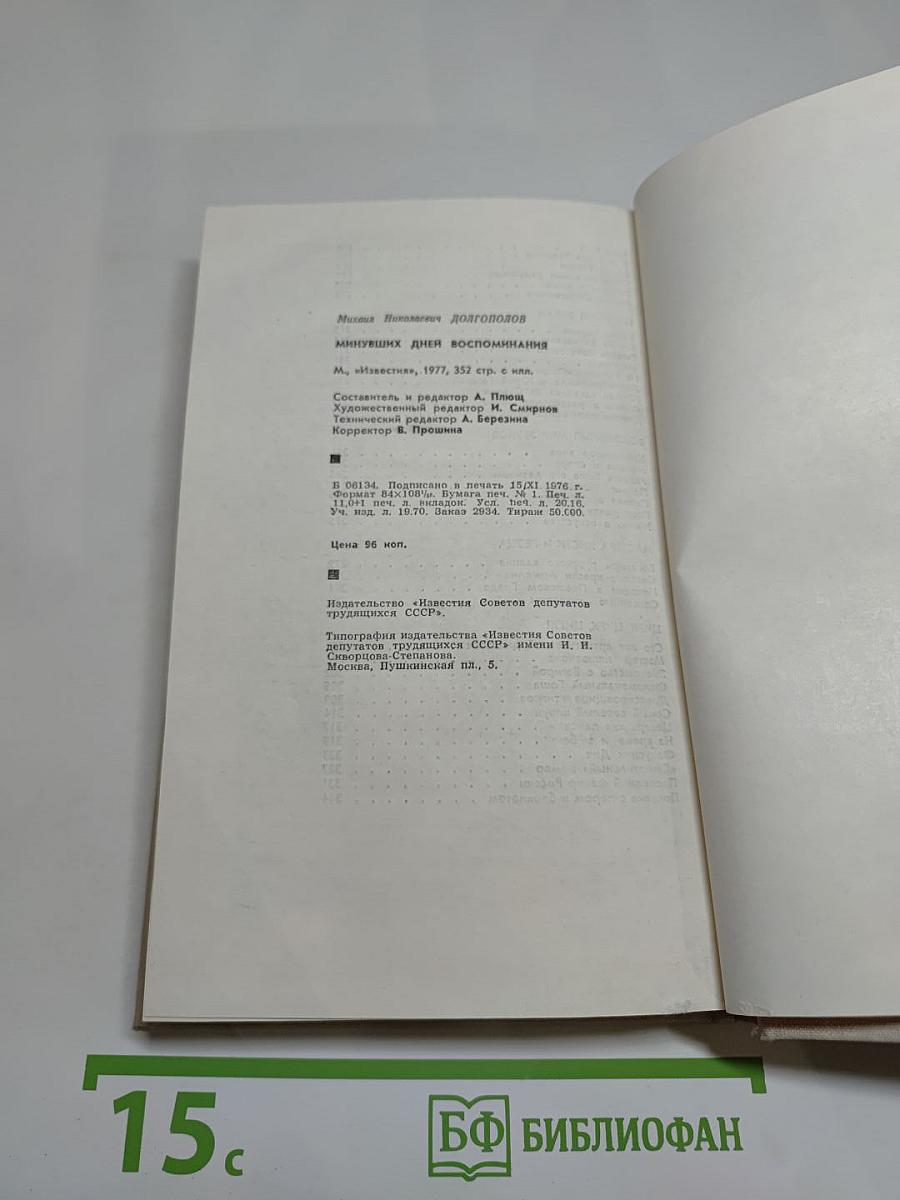 Михаил Николаевич ДОЛГОПОЛОВ
МИНУВШИХ ДНЕЙ ВОСПОМИНАНИЯ
М., «Известия», 1977, 352 стр. с илл.
Составитель и редактор А. Плющ
Художественный редактор И. Смирнов
Технический редактор А. Березина
Корректор В. Прошина
Б 06134. Подписано в печать 15/XI 1976 г.
Формат 84×108¹/₃₂. Бумага печ. № 1. Печ. л.
11,0+1 печ. л. вкладок. Усл. печ. л. 20.16.
Уч. изд. л. 19.70. Заказ 2934. Тираж 50.000.
Цена 96 коп.
Издательство «Известия Советов депутатов
трудящихся СССР».
Типография издательства «Известия Советов
депутатов трудящихся СССР» имени И. И.
Скворцова-Степанова.
Москва, Пушкинская пл., 5.
15 с
БФ БИБЛИОФАН